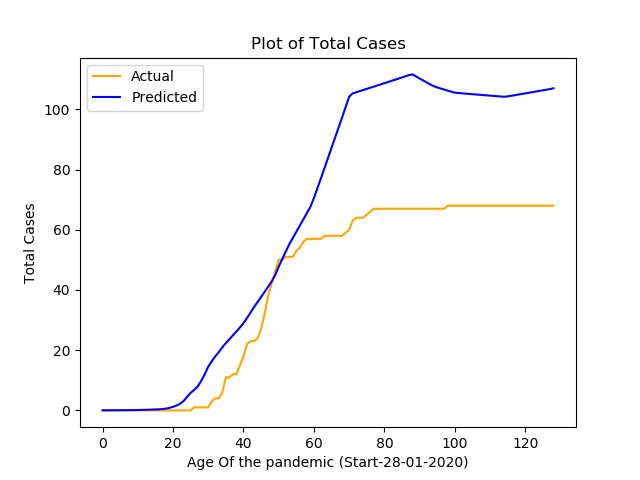 Plot of Total Cases
Actual
Predicted
Total Cases
100
80
60
40
20
0
0 20 40 60 80 100 120
Age Of the pandemic (Start-28-01-2020)